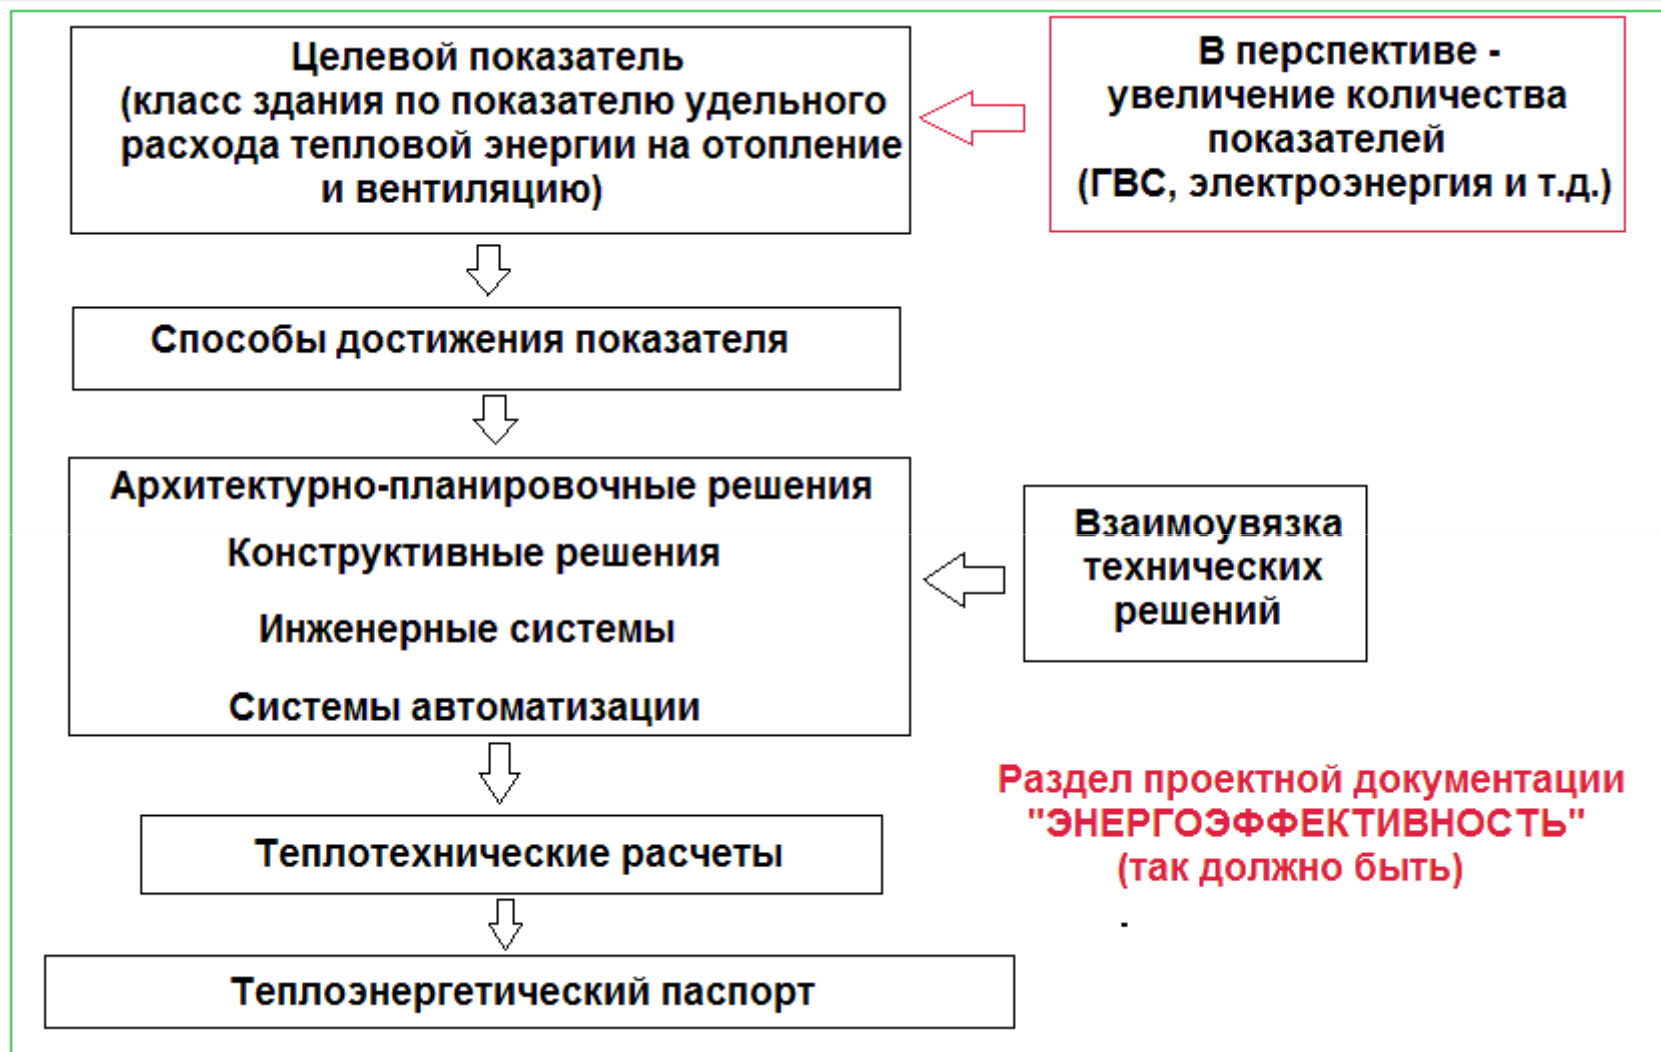 Целевой показатель
(класс здания по показателю удельного
расхода тепловой энергии на отопление
и вентиляцию)
В перспективе -
увеличение количества
показателей
(ГВС, электроэнергия и т.д.)
Способы достижения показателя
Архитектурно-планировочные решения
Конструктивные решения
Инженерные системы
Системы автоматизации
Взаимоувязка
технических
решений
Раздел проектной документации
"ЭНЕРГОЭФФЕКТИВНОСТЬ"
(так должно быть)
-
Теплотехнические расчеты
Теплоэнергетический паспорт